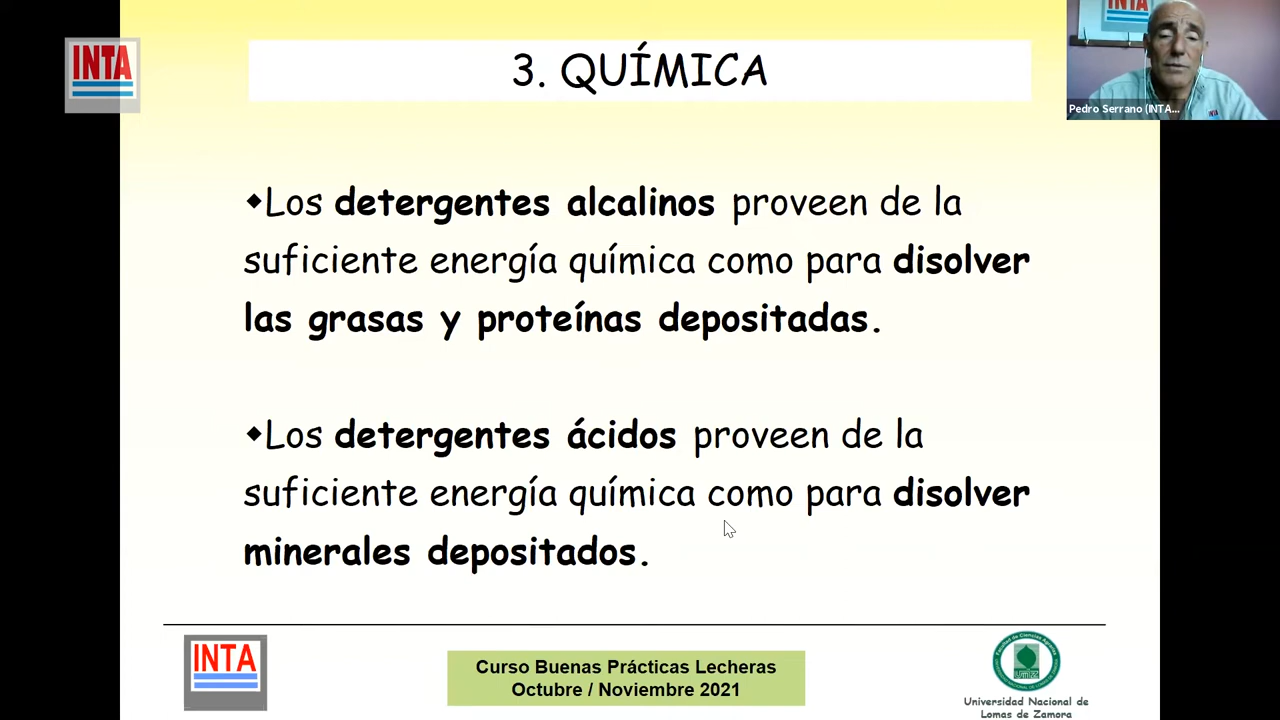 INTA
3. QUÍMICA
INTA
Pedro Serrano (INTA...
◆Los detergentes alcalinos proveen de la
suficiente energía química como para disolver
las grasas y proteínas depositadas.
◆Los detergentes ácidos proveen de la
suficiente energía química como para disolver
minerales depositados.
INTA
Curso Buenas Prácticas Lecheras
Octubre / Noviembre 2021
Universidad Nacional de
Lomas de Zamora